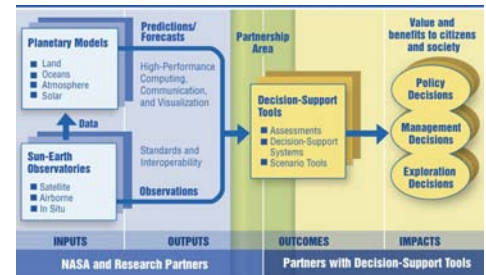 Planetary Models
Land
Oceans
Atmosphere
Solar
Data
Sun-Earth
Observatories
Satellite
Airborne
In Situ
Predictions/
Forecasts
High-Performance
Computing,
Communication,
and Visualization
Standards and
Interoperability
Observations
Partnership
Area
Decision-Support
Tools
Assessments
Decision-Support
Systems
Scenario Tools
Value and
benefits to citizens
and society
Policy
Decisions
Management
Decisions
Exploration
Decisions
INPUTS
OUTPUTS
OUTCOMES
IMPACTS
NASA and Research Partners
Partners with Decision-Support Tools